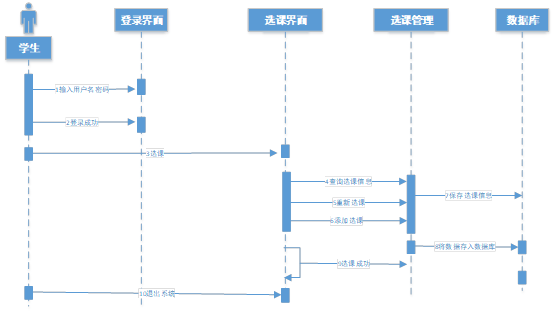 学生
登录界面
选课界面
选课管理
数据库
1输入用户名密码
2登录成功
3选课
4查询选课信息
5重新选课
6添加选课
7保存选课信息
8将数据存入数据库
9选课成功
10退出系统